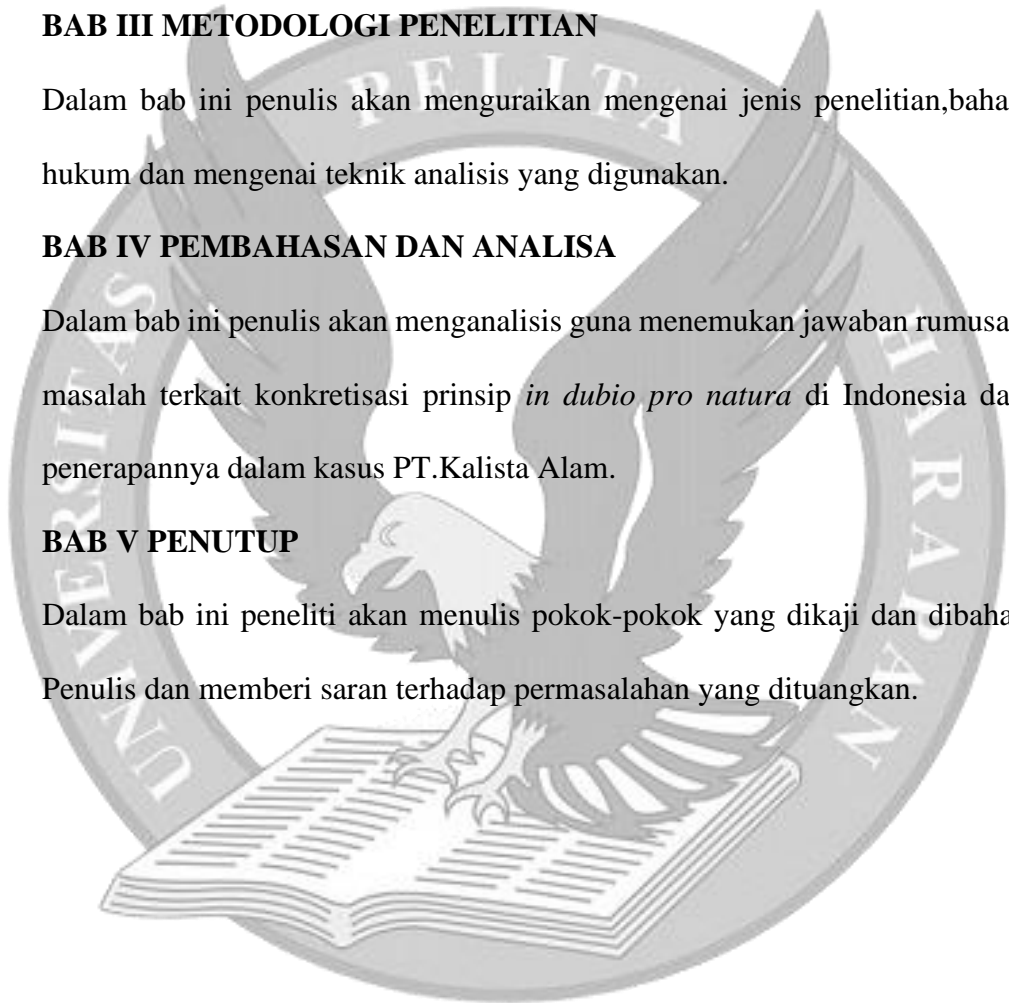 BAB III METODOLOGI PENELITIAN
Dalam bab ini penulis akan menguraikan mengenai jenis penelitian,baha
hukum dan mengenai teknik analisis yang digunakan.
BAB IV PEMBAHASAN DAN ANALISA
Dalam bab ini penulis akan menganalisis guna menemukan jawaban rumusa
masalah terkait konkretisasi prinsip in dubio pro natura di Indonesia da
penerapannya dalam kasus PT.Kalista Alam.
BAB V PENUTUP
Dalam bab ini peneliti akan menulis pokok-pokok yang dikaji dan dibaha
Penulis dan memberi saran terhadap permasalahan yang dituangkan.
UNIVERSITAS PELITA HARAPAN